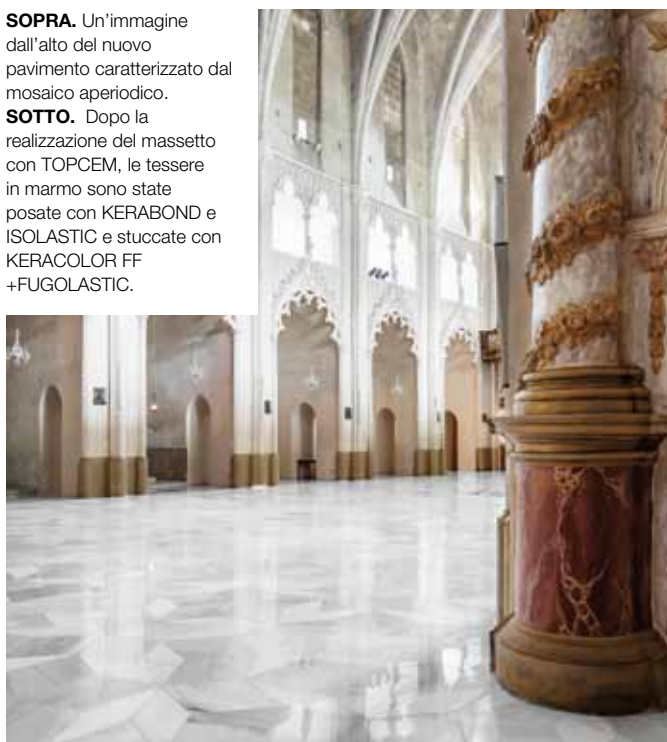 SOPRA. Un'immagine
dall'alto del nuovo
pavimento caratterizzato dal
mosaico aperiodico.
SOTTO. Dopo la
realizzazione del massetto
con TOPCEM, le tessere
in marmo sono state
posate con KERABOND e
ISOLASTIC e stuccate con
KERACOLOR FF
+FUGOLASTIC.